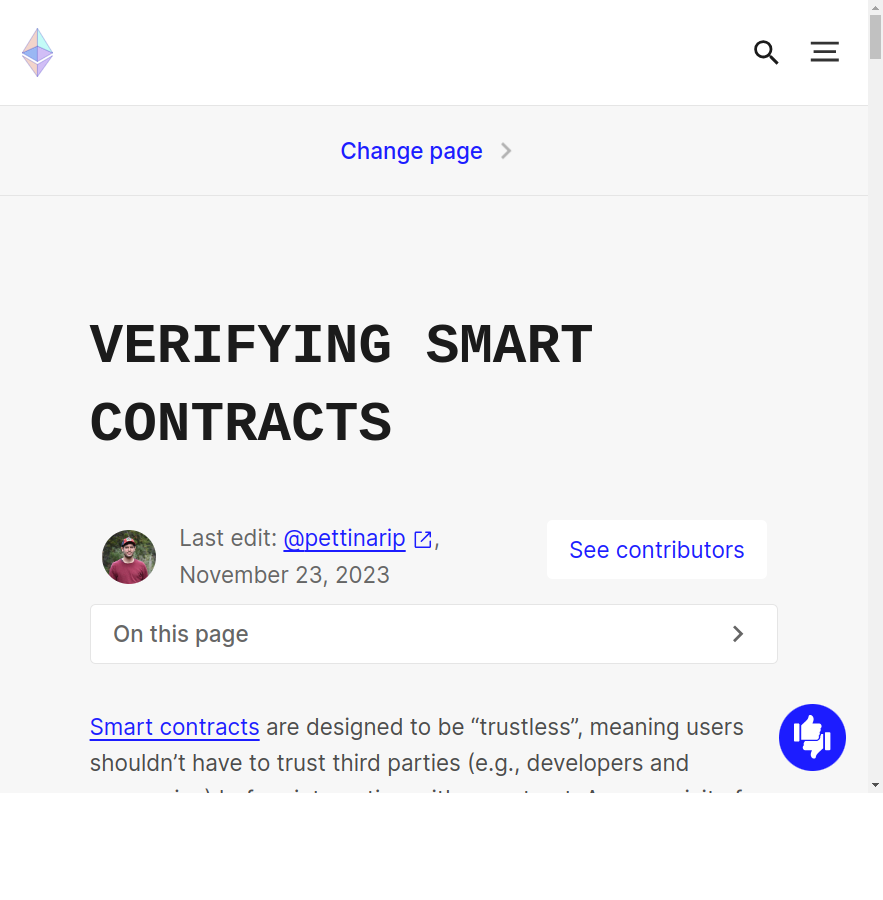 Change page
VERIFYING SMART
CONTRACTS
Last edit: @pettinarip,
November 23, 2023
See contributors
On this page
Smart contracts are designed to be “trustless”, meaning users
shouldn’t have to trust third parties (e.g., developers and